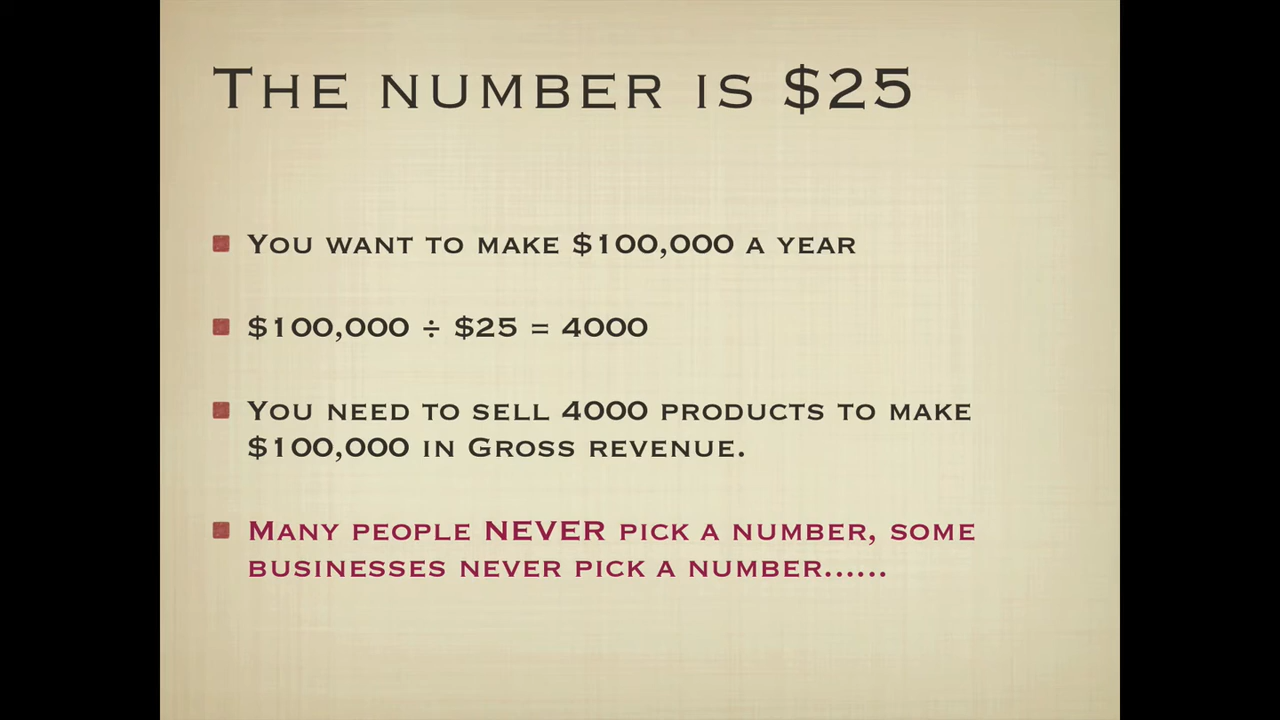 The number is $25
You want to make $100,000 a year
$100,000 ÷ $25 = 4000
You need to sell 4000 products to make
$100,000 in Gross revenue.
Many people NEVER pick a number, some
businesses never pick a number......